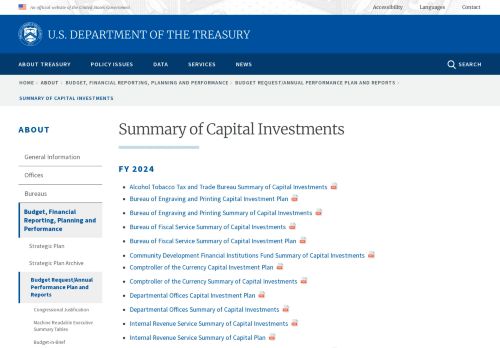 An official website of the United States Government
Accessibility Languages Contact
U.S. DEPARTMENT OF THE TREASURY
ABOUT TREASURY POLICY ISSUES DATA SERVICES NEWS SEARCH
HOME ABOUT BUDGET, FINANCIAL REPORTING, PLANNING AND PERFORMANCE BUDGET REQUEST/ANNUAL PERFORMANCE PLAN AND REPORTS
SUMMARY OF CAPITAL INVESTMENTS
ABOUT
General Information
Offices
Bureaus
Budget, Financial
Reporting, Planning and
Performance
Strategic Plan
Strategic Plan Archive
Budget Request/Annual
Performance Plan and
Reports
Congressional Justification
Machine Readable Executive
Summary Tables
Budget-in-Brief
Summary of Capital Investments
FY 2024
Alcohol Tobacco Tax and Trade Bureau Summary of Capital Investments
Bureau of Engraving and Printing Capital Investment Plan
Bureau of Engraving and Printing Summary of Capital Investments
Bureau of Fiscal Service Summary of Capital Investments
Bureau of Fiscal Service Summary of Capital Investment Plan
Community Development Financial Institutions Fund Summary of Capital Investments
Comptroller of the Currency Capital Investment Plan
Comptroller of the Currency Summary of Capital Investments
Departmental Offices Capital Investment Plan
Departmental Offices Summary of Capital Investments
Internal Revenue Service Summary of Capital Investments
Internal Revenue Service Summary of Capital Plan